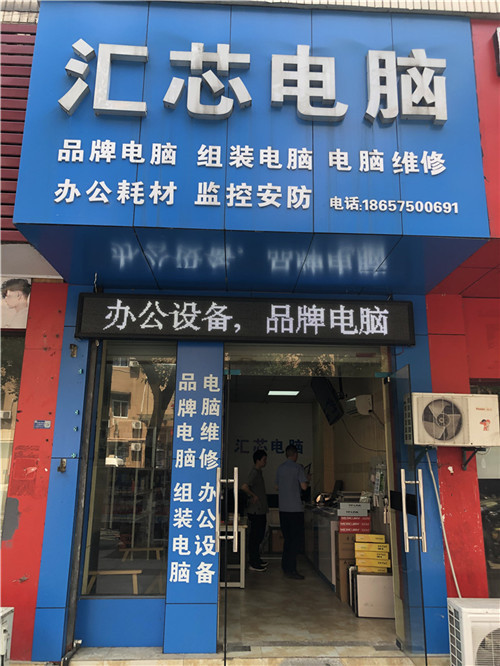 汇芯电脑
品牌电脑 组装电脑 电脑维修
办公耗材 监控安防 电话:18657500691
办公设备，品牌电脑
电脑维修 办公设备
品牌电脑 组装电脑
汇芯电脑